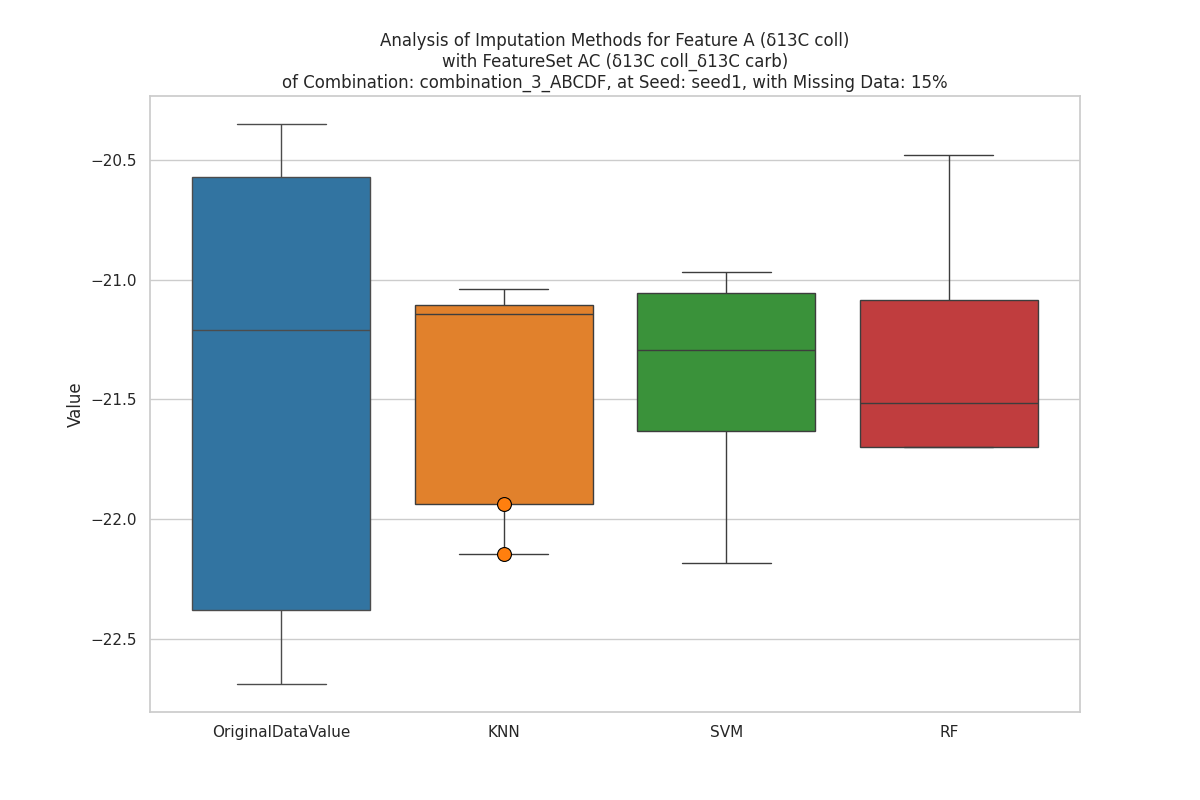 Analysis of Imputation Methods for Feature A (δ13C coll)
with FeatureSet AC (δ13C coll_δ13C carb)
of Combination: combination_3_ABCDF, at Seed: seed1, with Missing Data: 15%
−20.5
−21.0
−21.5
−22.0
−22.5
Value
OriginalDataValue
KNN
SVM
RF